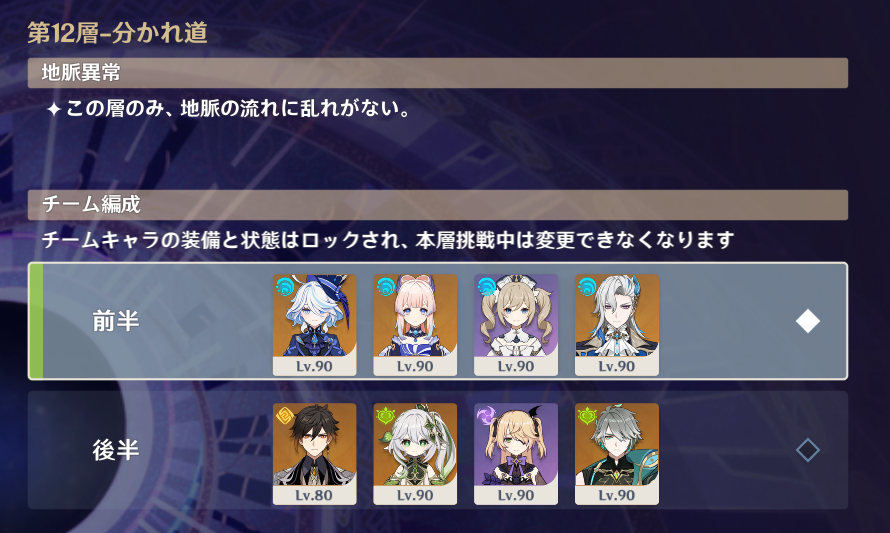 第12層-分かれ道
地脈異常
✦この層のみ、地脈の流れに乱れがない。
チーム編成
チームキャラの装備と状態はロックされ、本層挑戦中は変更できなくなります
前半
Lv.90 Lv.90 Lv.90 Lv.90
後半
Lv.80 Lv.90 Lv.90 Lv.90